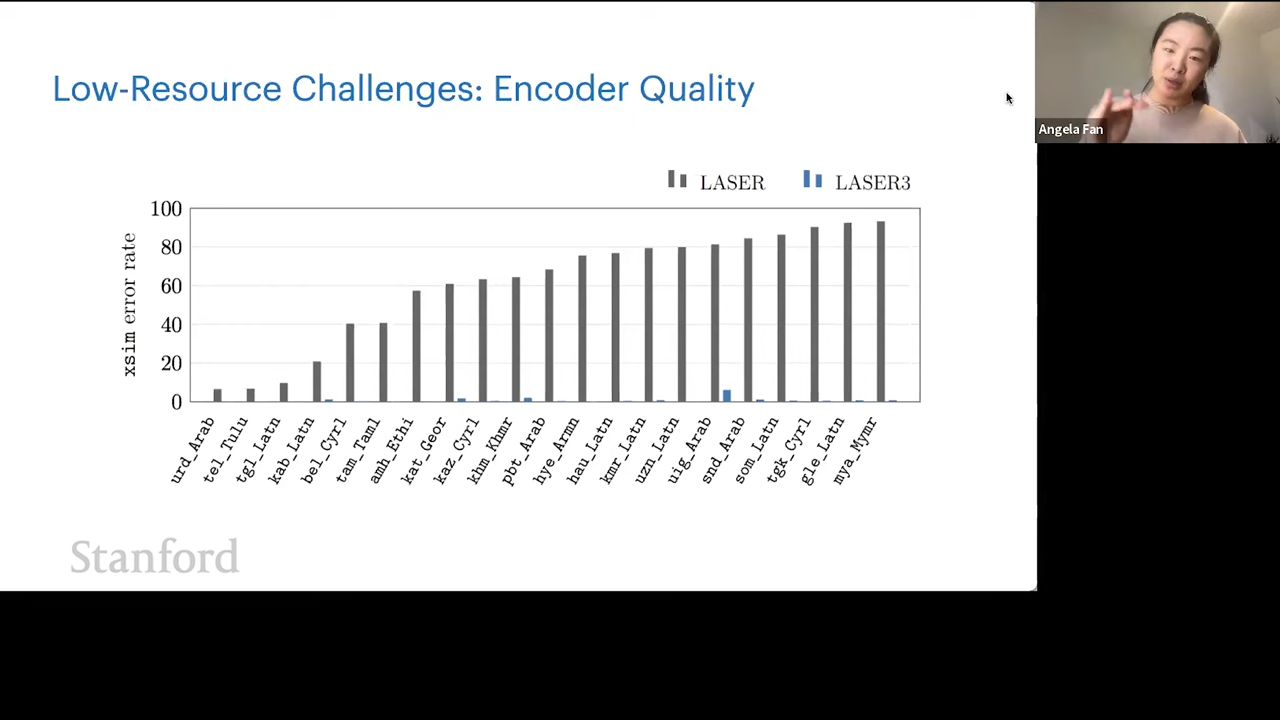 Low-Resource Challenges: Encoder Quality
Angela Fan
LASER
LASER3
xsim error rate
100
80
60
40
20
0
urd_Arab
tel_Tulu
tgl_Latn
kab_Latn
bel_Cyrl
tam_Taml
amh_Ethi
kat_Geor
kaz_Cyrl
khm_Khmr
pbt_Arab
hye_Armn
hau_Latn
kmr_Latn
uzn_Latn
uig_Arab
snd_Arab
som_Latn
tgk_Cyrl
gle_Latn
mya_Mymr
Stanford